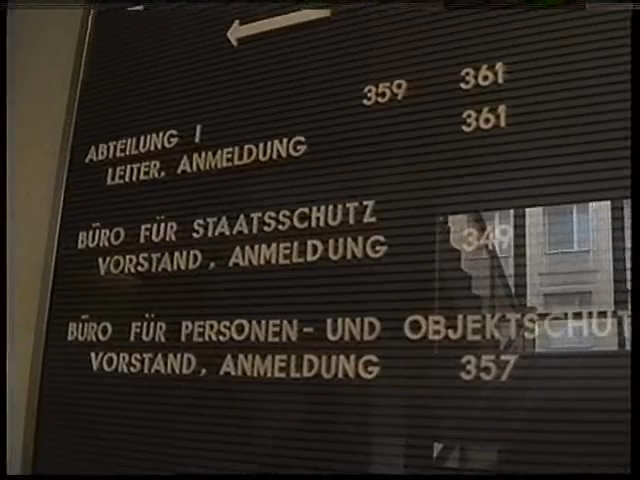 359 361
ABTEILUNG I 361
LEITER, ANMELDUNG
BÜRO FÜR STAATSSCHUTZ
VORSTAND, ANMELDUNG 349
BÜRO FÜR PERSONEN- UND OBJEKTSCHUT
VORSTAND, ANMELDUNG 357